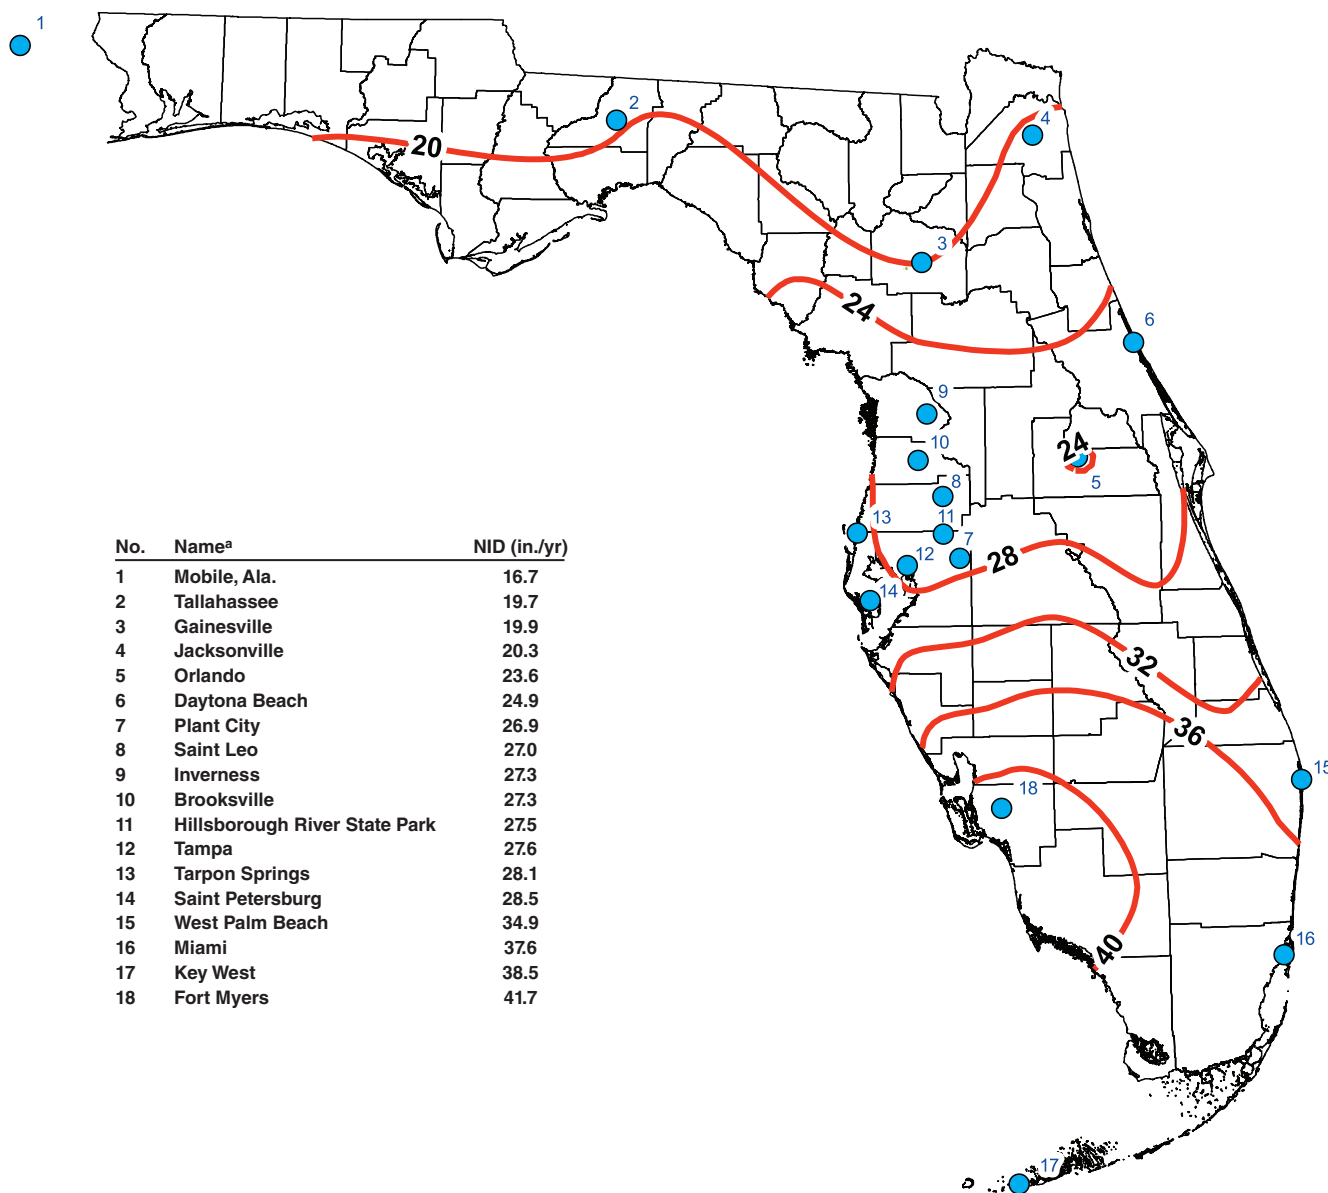 1
2
20
4
3
24
6
9
10
24
5
8
13
11
7
12
28
14
32
36
15
18
40
16
17
No. Nameᵃ NID (in./yr)
1 Mobile, Ala. 16.7
2 Tallahassee 19.7
3 Gainesville 19.9
4 Jacksonville 20.3
5 Orlando 23.6
6 Daytona Beach 24.9
7 Plant City 26.9
8 Saint Leo 27.0
9 Inverness 27.3
10 Brooksville 27.3
11 Hillsborough River State Park 27.5
12 Tampa 27.6
13 Tarpon Springs 28.1
14 Saint Petersburg 28.5
15 West Palm Beach 34.9
16 Miami 37.6
17 Key West 38.5
18 Fort Myers 41.7